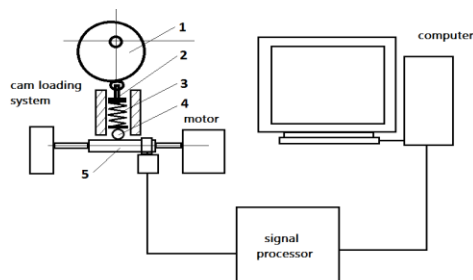 1
2
3
4
5
cam loading
system
motor
computer
signal
processor